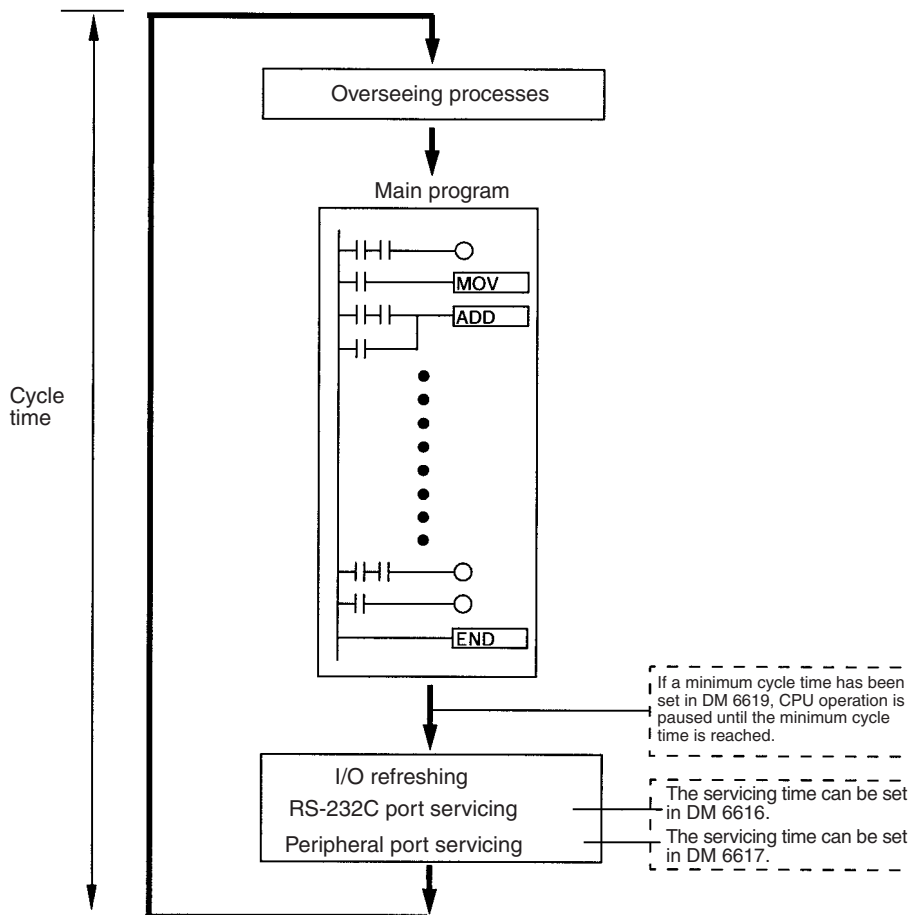 Overseeing processes
Main program
MOV
ADD
Cycle
time
END
If a minimum cycle time has been
set in DM 6619, CPU operation is
paused until the minimum cycle
time is reached.
I/O refreshing
RS-232C port servicing
Peripheral port servicing
The servicing time can be set
in DM 6616.
The servicing time can be set
in DM 6617.